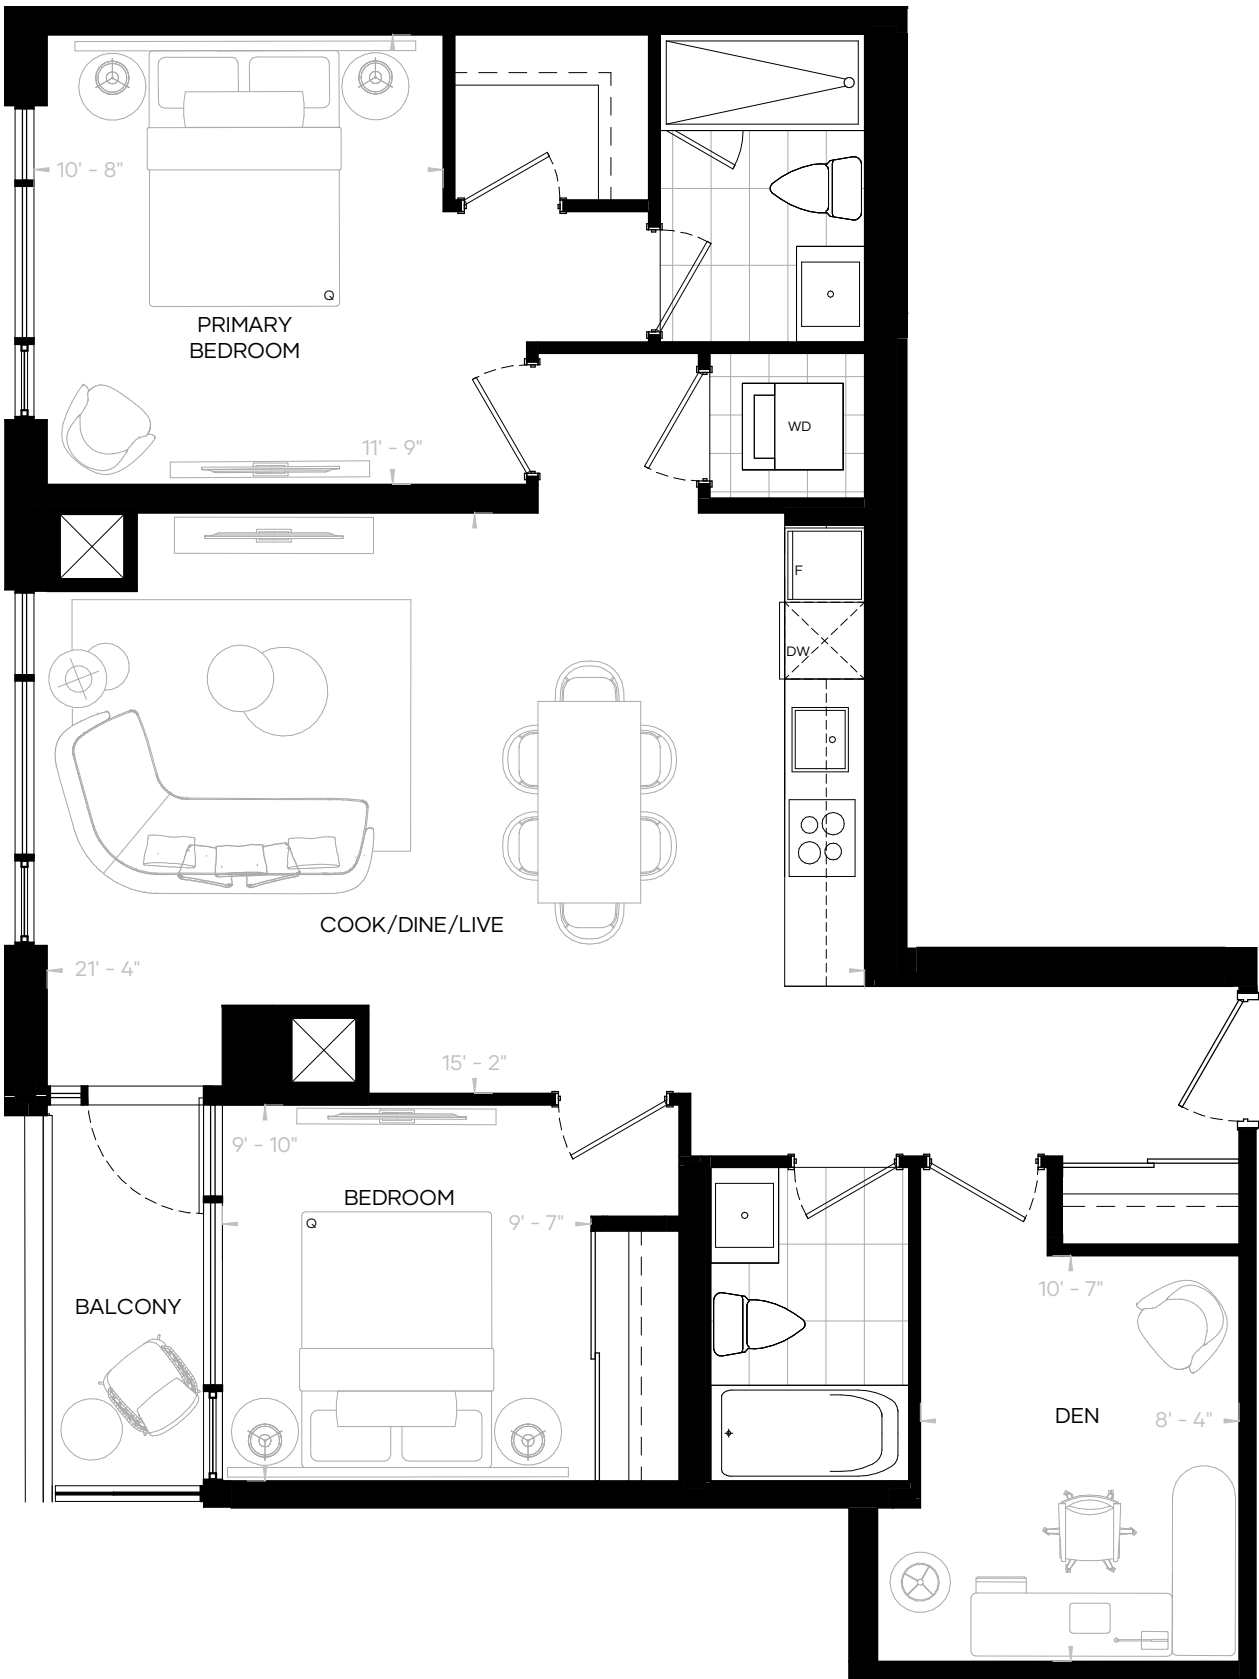 10' - 8"
Q
PRIMARY
BEDROOM
11' - 9"
WD
F
DW
COOK/DINE/LIVE
21' - 4"
15' - 2"
9' - 10"
BEDROOM
Q
9' - 7"
BALCONY
10' - 7"
DEN
8' - 4"